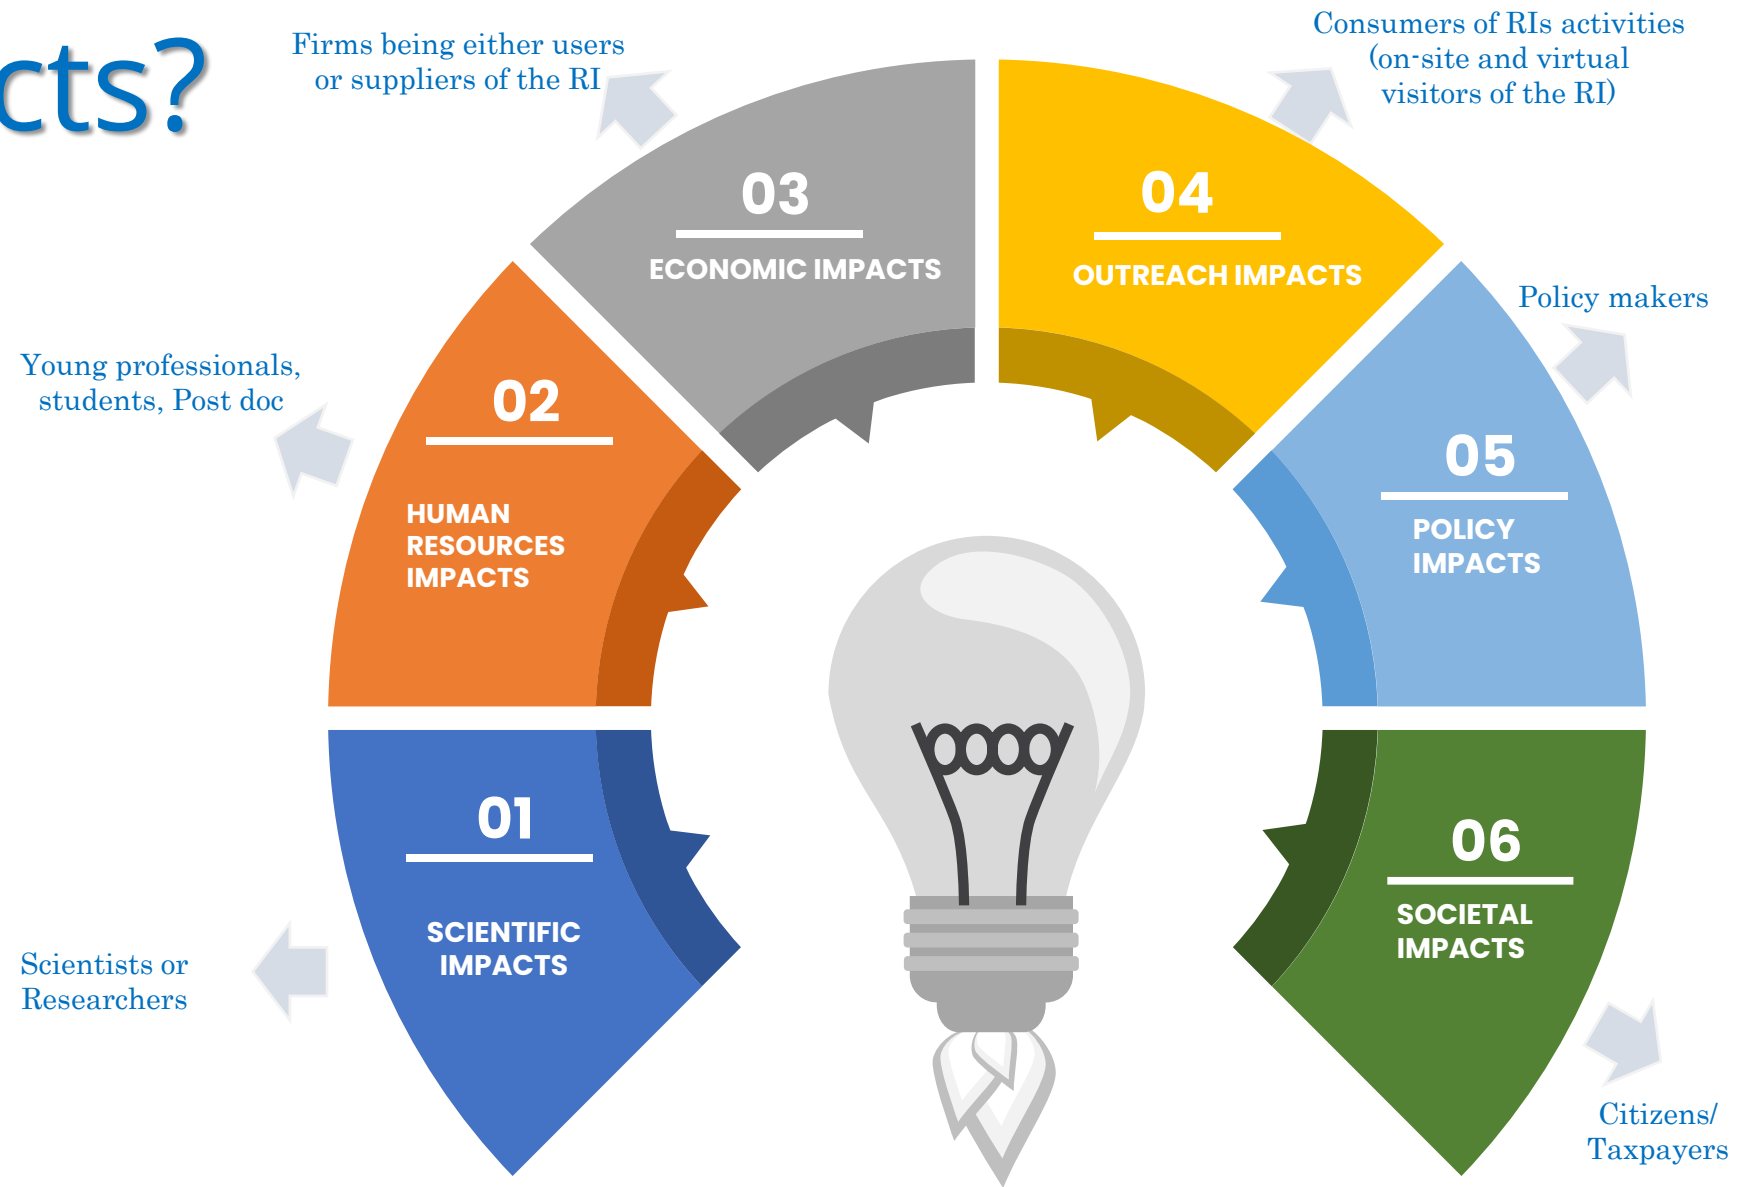 cts?
Firms being either users
or suppliers of the RI
Consumers of RIs activities
(on-site and virtual
visitors of the RI)
03
ECONOMIC IMPACTS
04
OUTREACH IMPACTS
Policy makers
Young professionals,
students, Post doc
02
HUMAN
RESOURCES
IMPACTS
05
POLICY
IMPACTS
01
SCIENTIFIC
IMPACTS
06
SOCIETAL
IMPACTS
Scientists or
Researchers
Citizens/
Taxpayers